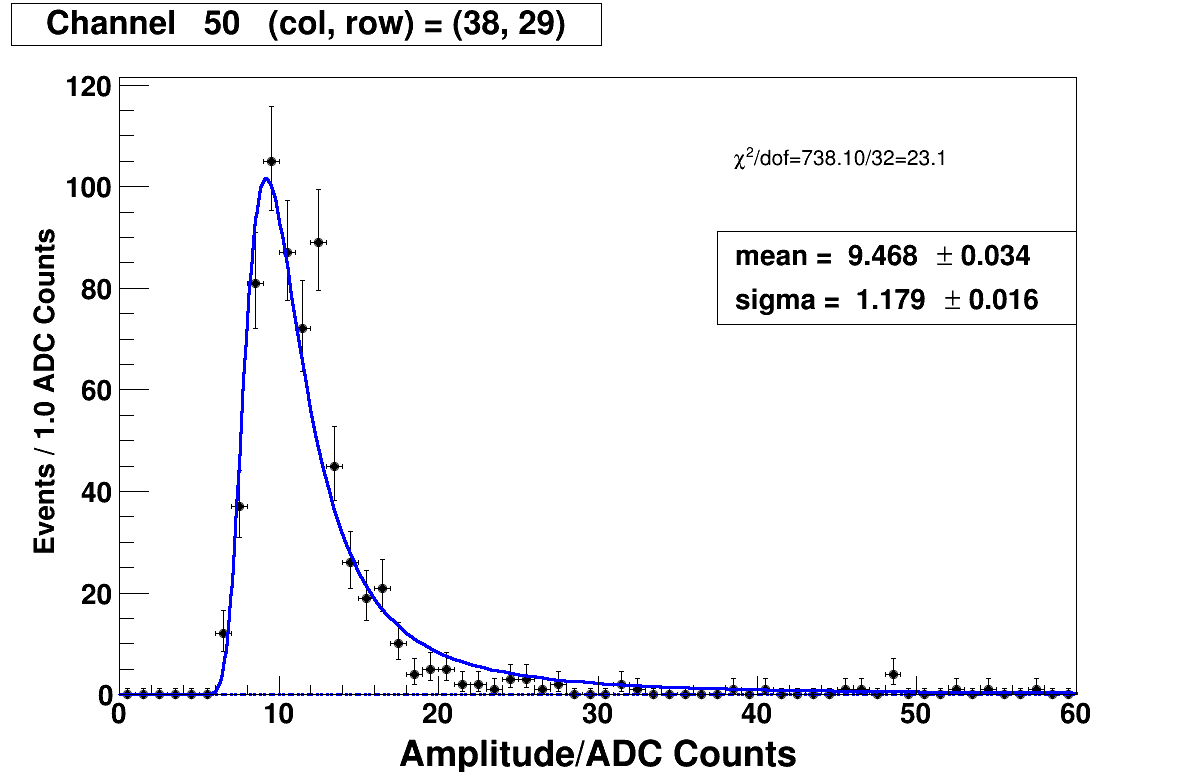 Channel 50 (col, row) = (38, 29)
120
100
80
60
40
20
0
Events / 1.0 ADC Counts
χ²/dof=738.10/32=23.1
mean = 9.468 ± 0.034
sigma = 1.179 ± 0.016
0 10 20 30 40 50 60
Amplitude/ADC Counts